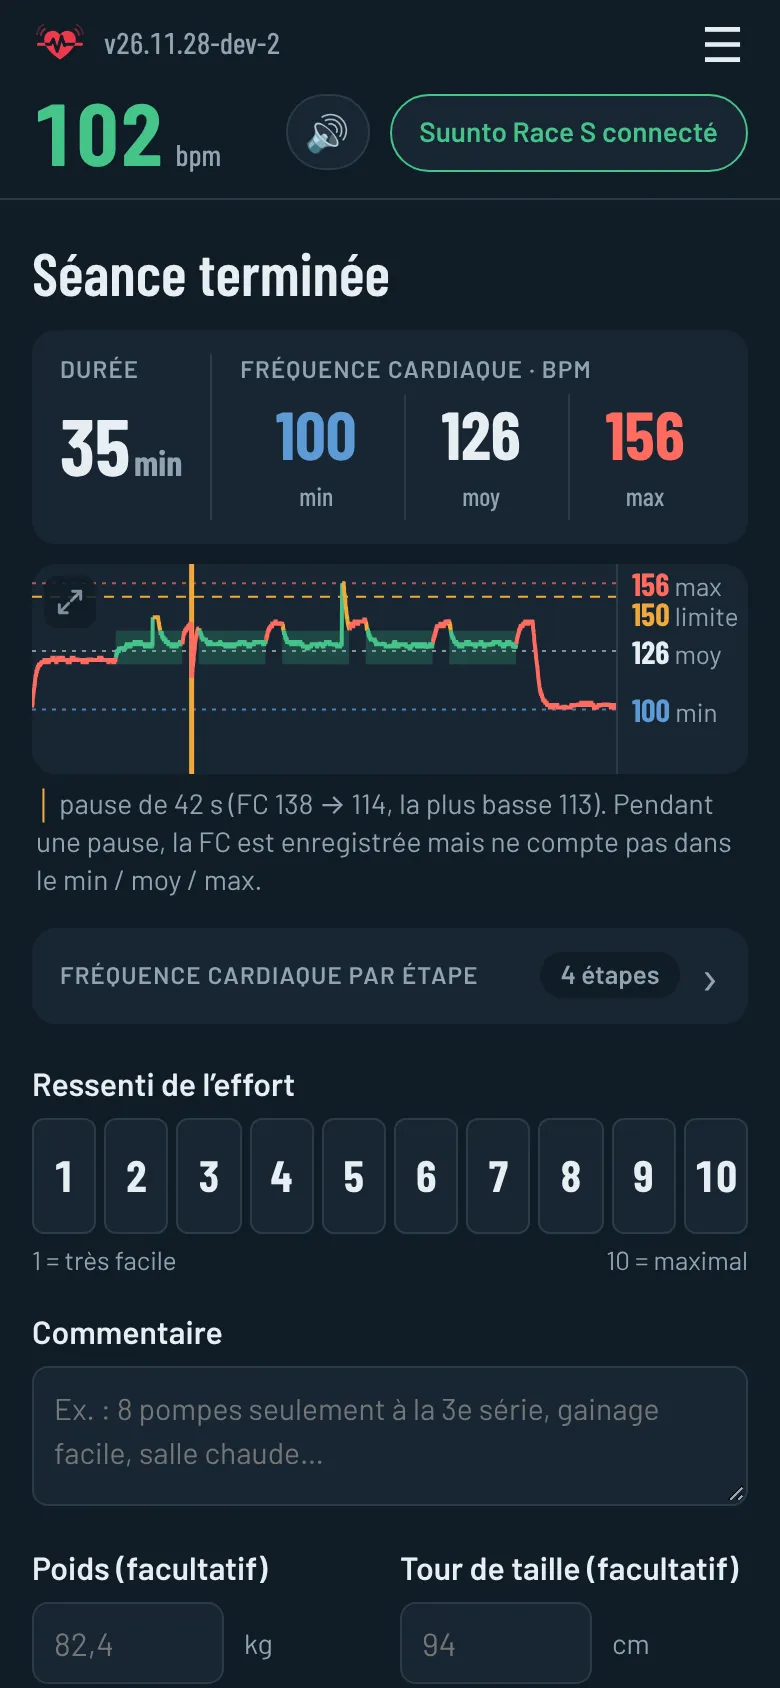 v26.11.28-dev-2
102 bpm
Suunto Race S connecté
Séance terminée
DURÉE
35 min
FRÉQUENCE CARDIAQUE · BPM
100
min
126
moy
156
max
156 max
150 limite
126 moy
100 min
pause de 42 s (FC 138 → 114, la plus basse 113). Pendant
une pause, la FC est enregistrée mais ne compte pas dans
le min / moy / max.
FRÉQUENCE CARDIAQUE PAR ÉTAPE
4 étapes
Ressenti de l’effort
1 2 3 4 5 6 7 8 9 10
1 = très facile
10 = maximal
Commentaire
Ex. : 8 pompes seulement à la 3e série, gainage
facile, salle chaude…
Poids (facultatif)
82,4 kg
Tour de taille (facultatif)
94 cm